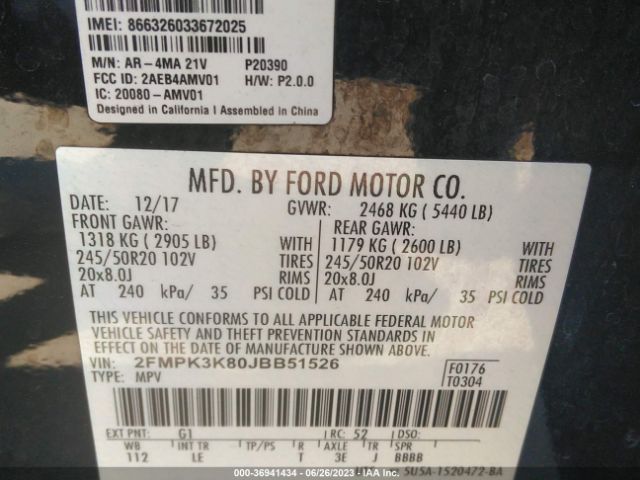 IMEI: 866326033672025
M/N: AR-4MA 21V P20390
FCC ID: 2AEB4AMV01 H/W: P2.0.0
IC: 20080-AMV01
Designed in California | Assembled in China
MFD. BY FORD MOTOR CO.
DATE: 12/17 GVWR: 2468 KG ( 5440 LB)
FRONT GAWR: REAR GAWR:
1318 KG ( 2905 LB) WITH 1179 KG ( 2600 LB) WITH
245/50R20 102V TIRES 245/50R20 102V TIRES
20x8.0J RIMS 20x8.0J RIMS
AT 240 kPa/ 35 PSI COLD AT 240 kPa/ 35 PSI COLD
THIS VEHICLE CONFORMS TO ALL APPLICABLE FEDERAL MOTOR
VEHICLE SAFETY AND THEFT PREVENTION STANDARDS IN
EFFECT ON THE DATE OF MANUFACTURE SHOWN ABOVE.
VIN: 2FMPK3K80JBB51526 F0176
TYPE: MPV T0304
EXT PNT: G1 RC: 52 DSO:
WB INT TR TP/PS R AXLE TR SPR
112 LE T 3E J BBBB
5U5A-1520472-BA
000-36941434 - 06/26/2023 - IAAI.com